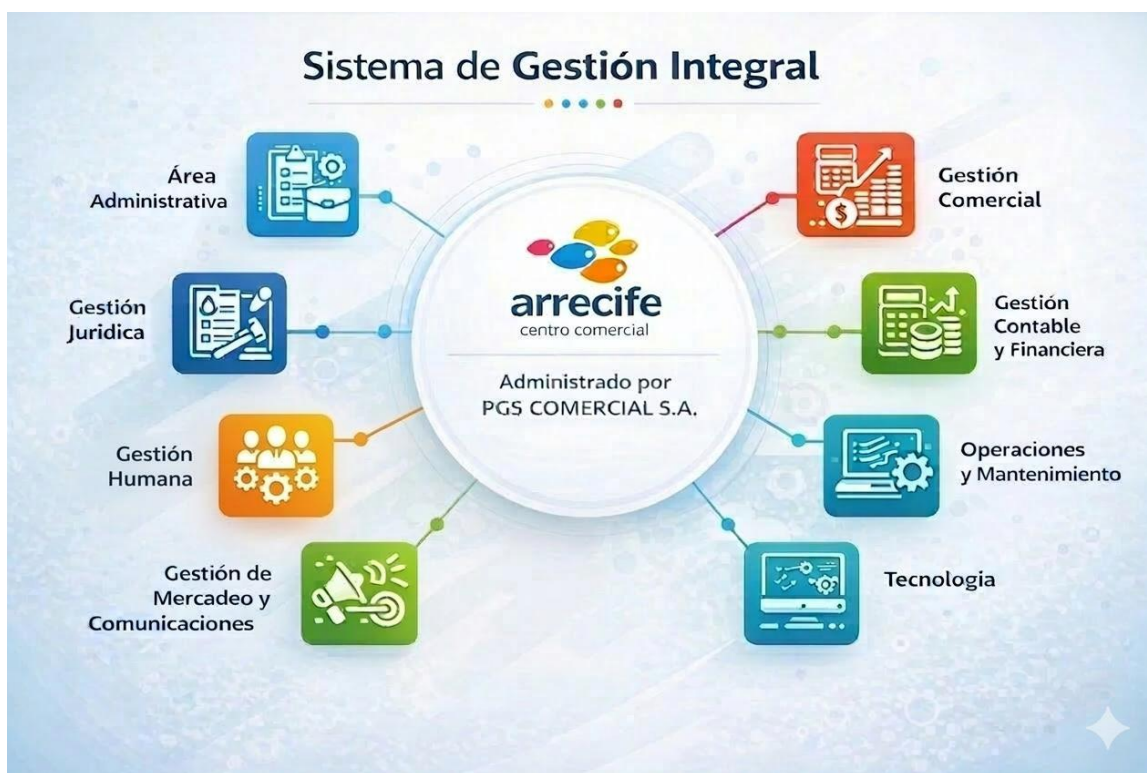 Sistema de Gestión Integral
Área
Administrativa
Gestión
Jurídica
Gestión
Humana
Gestión de
Mercadeo y
Comunicaciones
arrecife
centro comercial
Administrado por
PGS COMERCIAL S.A.
$
Gestión
Comercial
Gestión
Contable
y Financiera
Operaciones
y Mantenimiento
Tecnologia